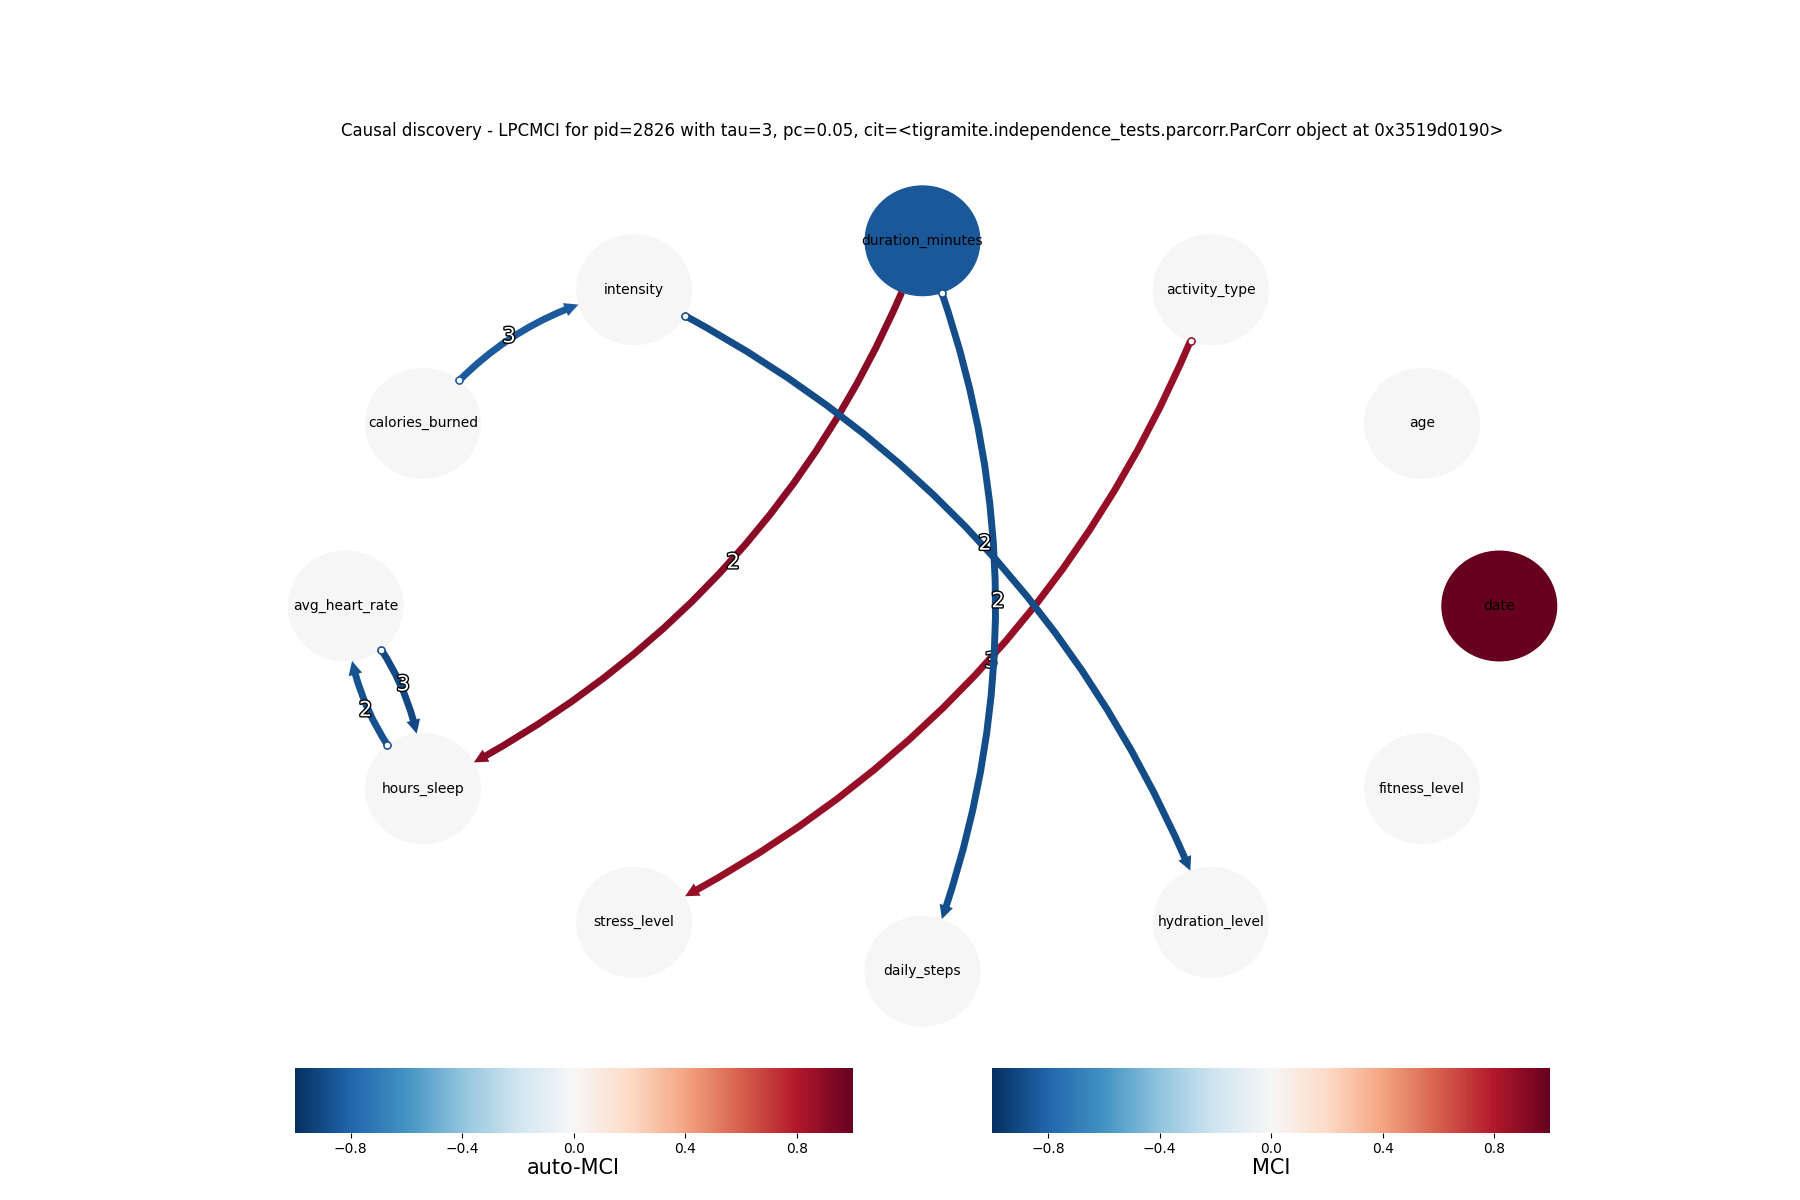 Causal discovery - LPCMCI for pid=2826 with tau=3, pc=0.05, cit=<tigramite.independence_tests.parcorr.ParCorr object at 0x3519d0190>
duration_minutes
intensity
activity_type
3
calories_burned
age
2
2
2
avg_heart_rate
date
3
2
hours_sleep
fitness_level
stress_level
hydration_level
daily_steps
−0.8 −0.4 0.0 0.4 0.8
−0.8 −0.4 0.0 0.4 0.8
auto-MCI
MCI